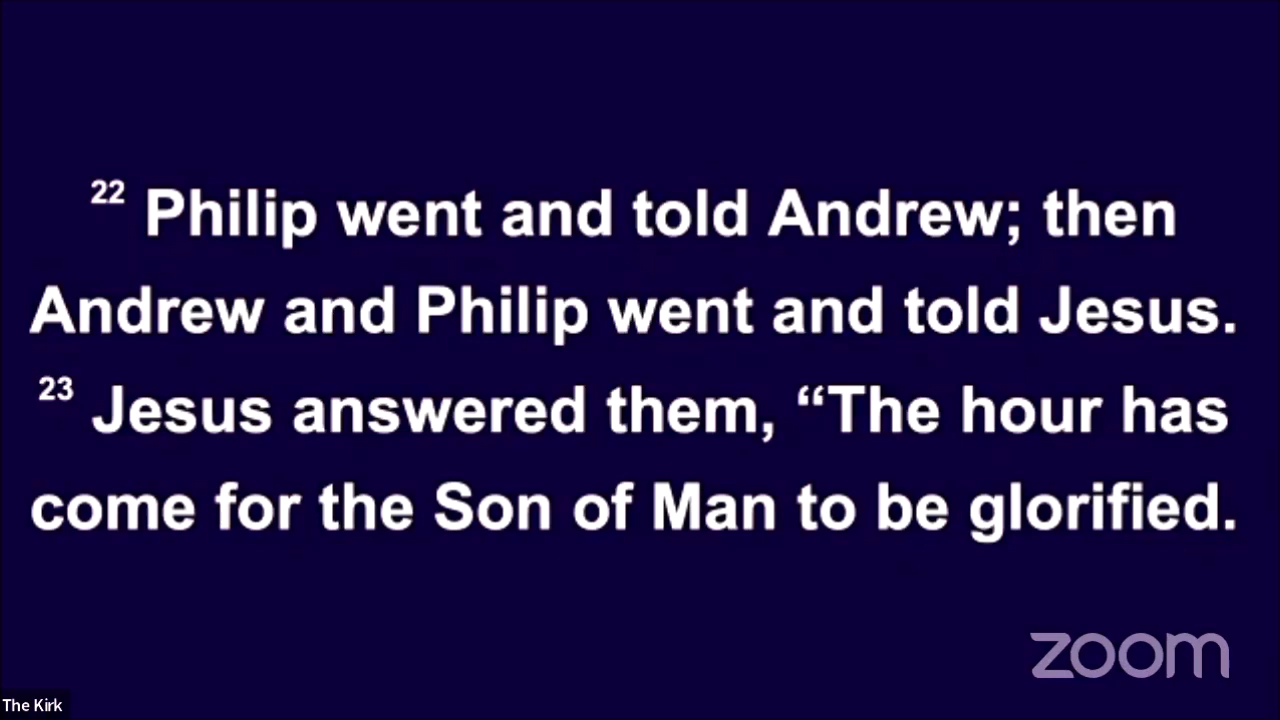 22 Philip went and told Andrew; then
Andrew and Philip went and told Jesus.
23 Jesus answered them, “The hour has
come for the Son of Man to be glorified.
zoom
The Kirk